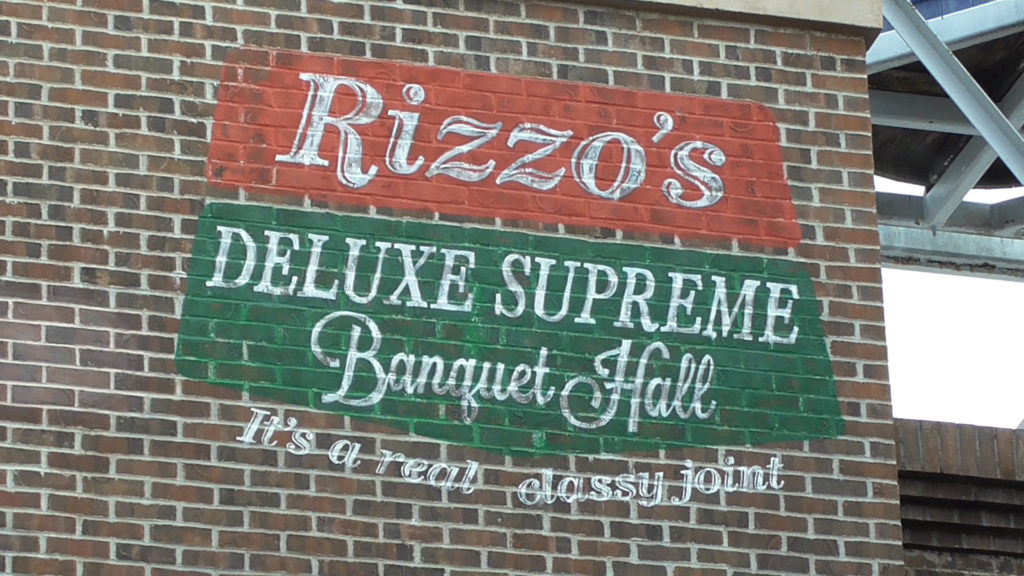 Rizzo's
DELUXE SUPREME
Banquet Hall
It's a real classy joint